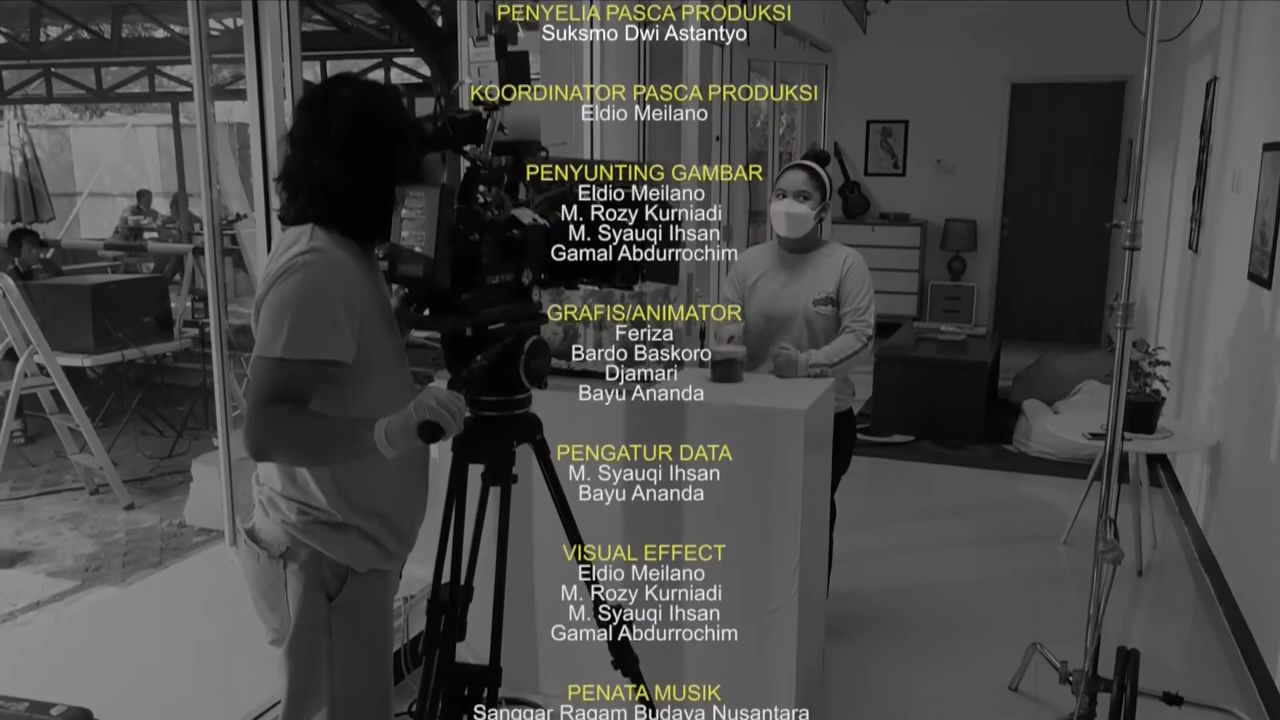 PENYELIA PASCA PRODUKSI
Suksmo Dwi Astantyo
KOORDINATOR PASCA PRODUKSI
Eldio Meilano
PENYUNTING GAMBAR
Eldio Meilano
M. Rozy Kurniadi
M. Syauqi Ihsan
Gamal Abdurrochim
GRAFIS/ANIMATOR
Feriza
Bardo Baskoro
Djamari
Bayu Ananda
PENGATUR DATA
M. Syauqi Ihsan
Bayu Ananda
VISUAL EFFECT
Eldio Meilano
M. Rozy Kurniadi
M. Syauqi Ihsan
Gamal Abdurrochim
PENATA MUSIK
Sanggar Ragam Budaya Nusantara